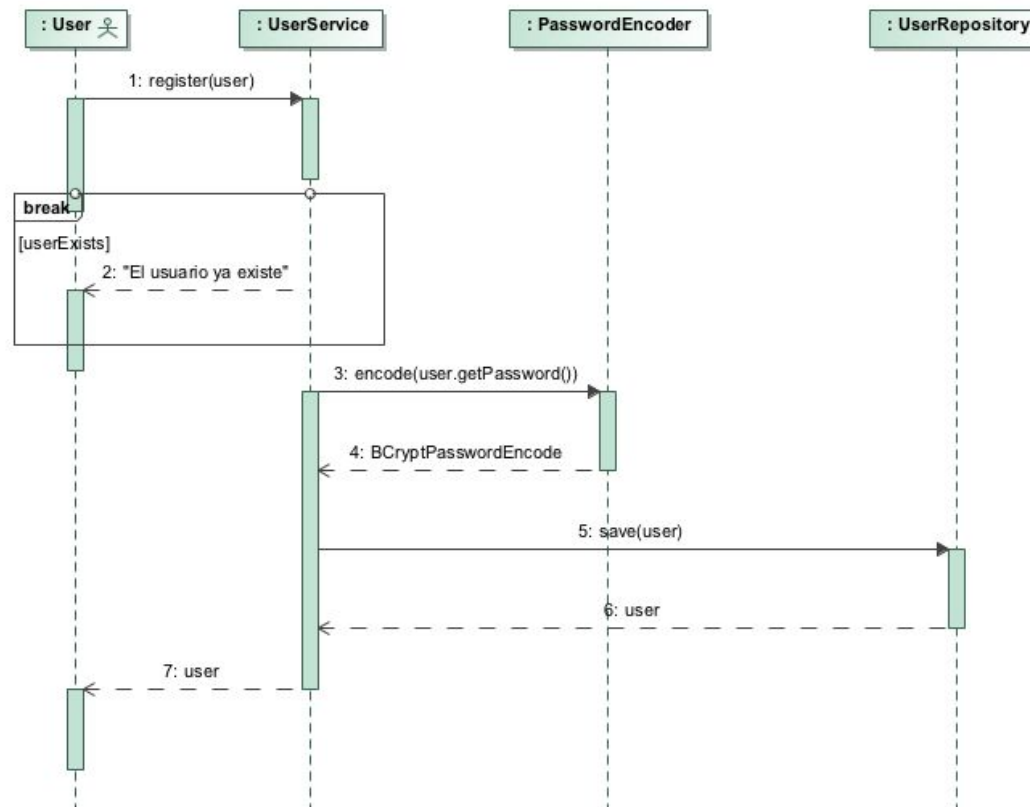 : User
: UserService
: PasswordEncoder
: UserRepository
1: register(user)
break
[userExists]
2: "El usuario ya existe"
3: encode(user.getPassword())
4: BCryptPasswordEncode
5: save(user)
6: user
7: user